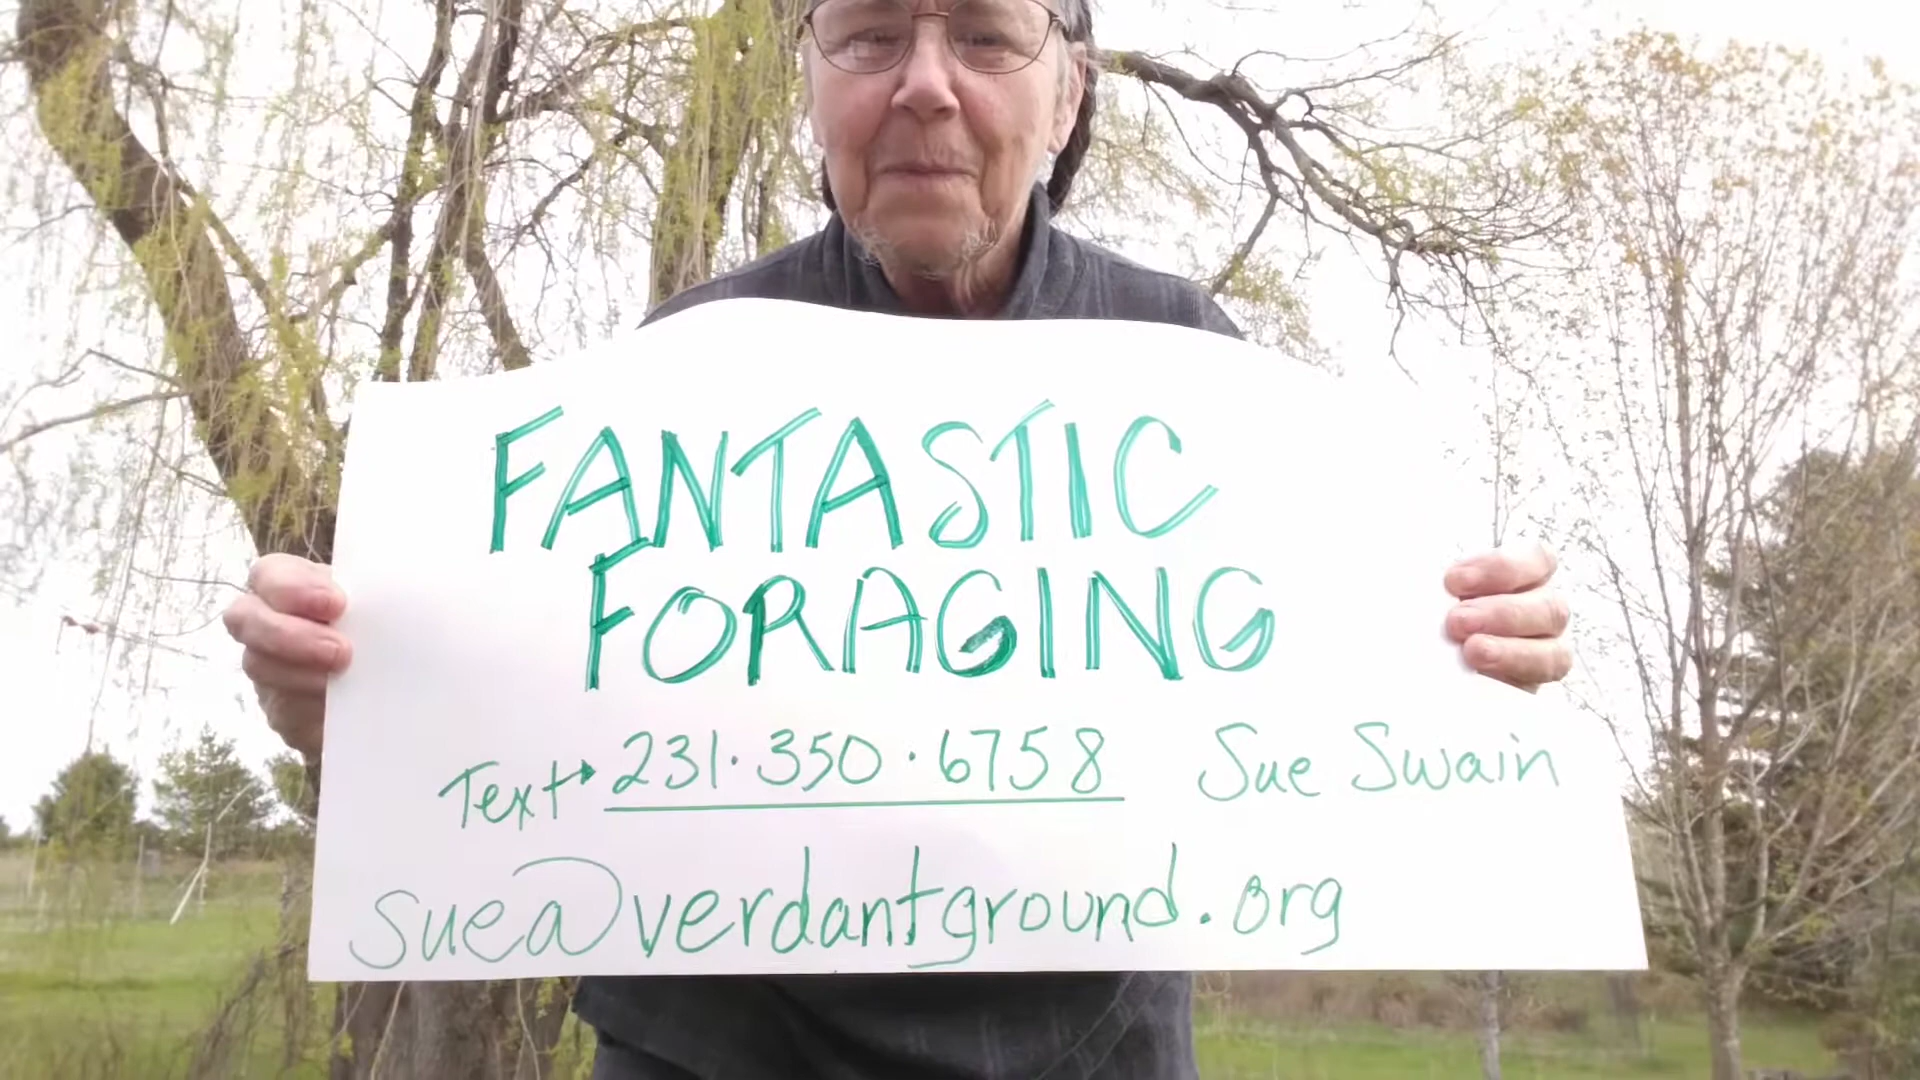 FANTASTIC
FORAGING
Text→ 231·350·6758 Sue Swain
sue@verdantground.org